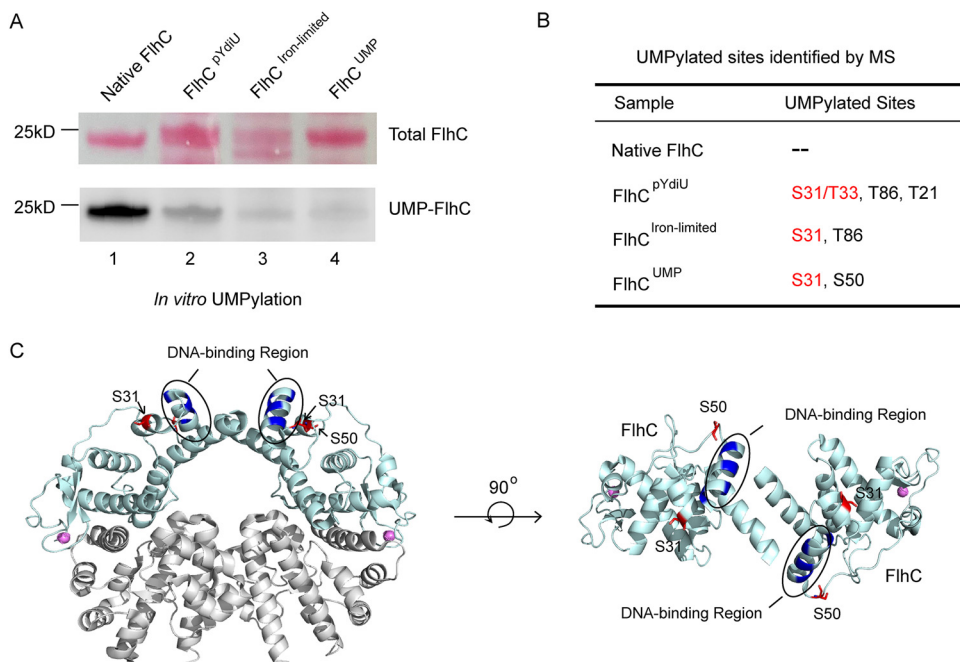 A
Native FlhC
FlhC pYdiU
FlhC Iron-limited
FlhC UMP
25kD
Total FlhC
25kD
UMP-FlhC
1 2 3 4
In vitro UMPylation
B
UMPylated sites identified by MS
Sample UMPylated Sites
Native FlhC --
FlhC pYdiU S31/T33, T86, T21
FlhC Iron-limited S31, T86
FlhC UMP S31, S50
C
DNA-binding Region
S31
S31
S50
90°
S50
DNA-binding Region
FlhC
S31
S31
FlhC
DNA-binding Region
S50